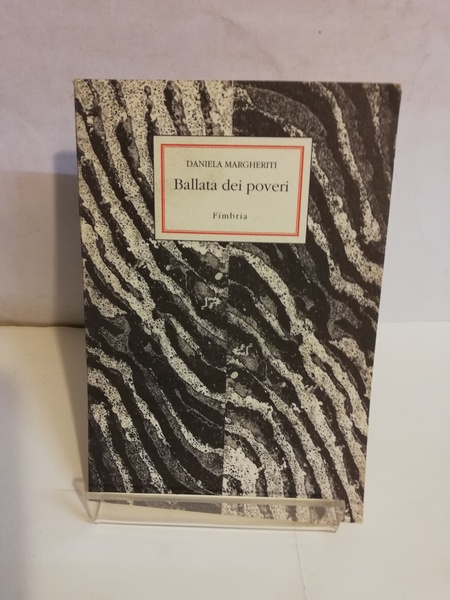 DANIELA MARGHERITI
Ballata dei poveri
Fimbria